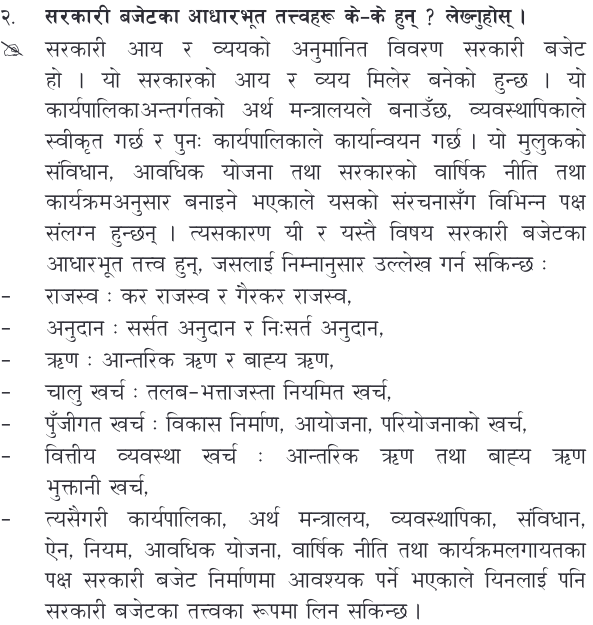 २. सरकारी बजेटका आधारभूत तत्त्वहरू के-के हुन् ? लेख्नुहोस् ।
सरकारी आय र व्ययको अनुमानित विवरण सरकारी बजेट
हो । यो सरकारको आय र व्यय मिलेर बनेको हुन्छ । यो
कार्यपालिकाअन्तर्गतको अर्थ मन्त्रालयले बनाउँछ, व्यवस्थापिकाले
स्वीकृत गर्छ र पुनः कार्यपालिकाले कार्यान्वयन गर्छ । यो मुलुकको
संविधान, आवधिक योजना तथा सरकारको वार्षिक नीति तथा
कार्यक्रमअनुसार बनाइने भएकाले यसको संरचनासँग विभिन्न पक्ष
संलग्न हुन्छन् । त्यसकारण यी र यस्तै विषय सरकारी बजेटका
आधारभूत तत्त्व हुन्, जसलाई निम्नानुसार उल्लेख गर्न सकिन्छ :
- राजस्व : कर राजस्व र गैरकर राजस्व,
- अनुदान : सर्सत अनुदान र निःसर्त अनुदान,
- ऋण : आन्तरिक ऋण र बाह्य ऋण,
- चालु खर्च : तलब-भत्ताजस्ता नियमित खर्च,
- पुँजीगत खर्च : विकास निर्माण, आयोजना, परियोजनाको खर्च,
- वित्तीय व्यवस्था खर्च : आन्तरिक ऋण तथा बाह्य ऋण
भुक्तानी खर्च,
- त्यसैगरी कार्यपालिका, अर्थ मन्त्रालय, व्यवस्थापिका, संविधान,
ऐन, नियम, आवधिक योजना, वार्षिक नीति तथा कार्यक्रमलगायतका
पक्ष सरकारी बजेट निर्माणमा आवश्यक पर्ने भएकाले यिनलाई पनि
सरकारी बजेटका तत्त्वका रूपमा लिन सकिन्छ ।